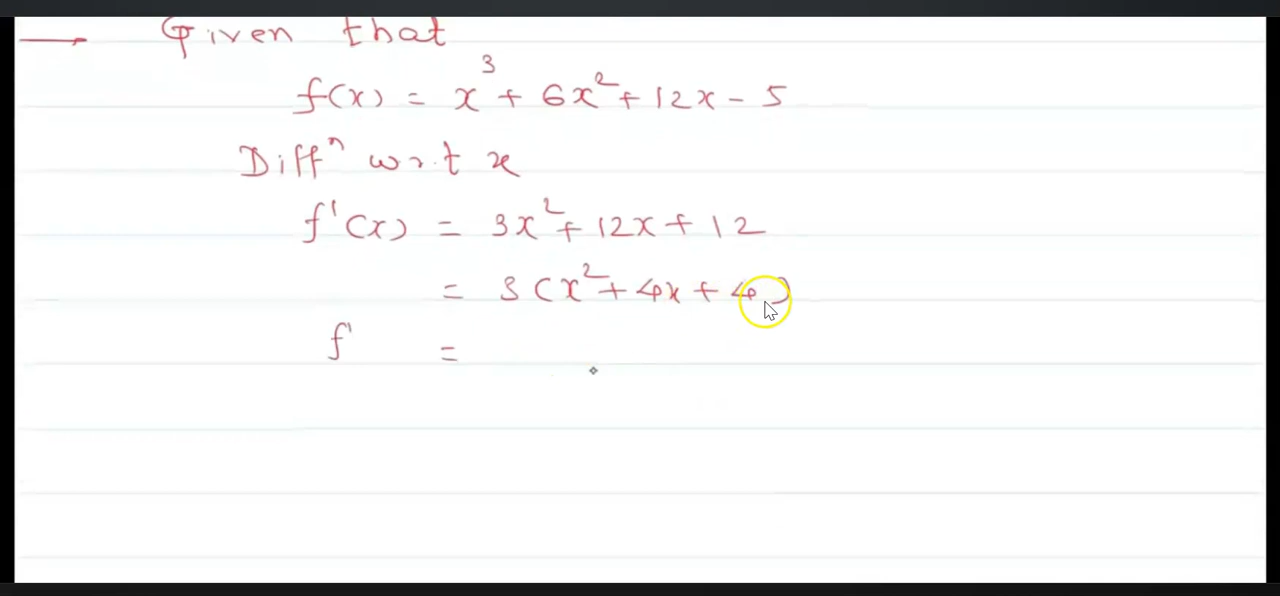 Given that
f(x) = x³ + 6x² + 12x - 5
Diffⁿ w.r.t x
f'(x) = 3x² + 12x + 12
= 3(x² + 4x + 4)
f' =